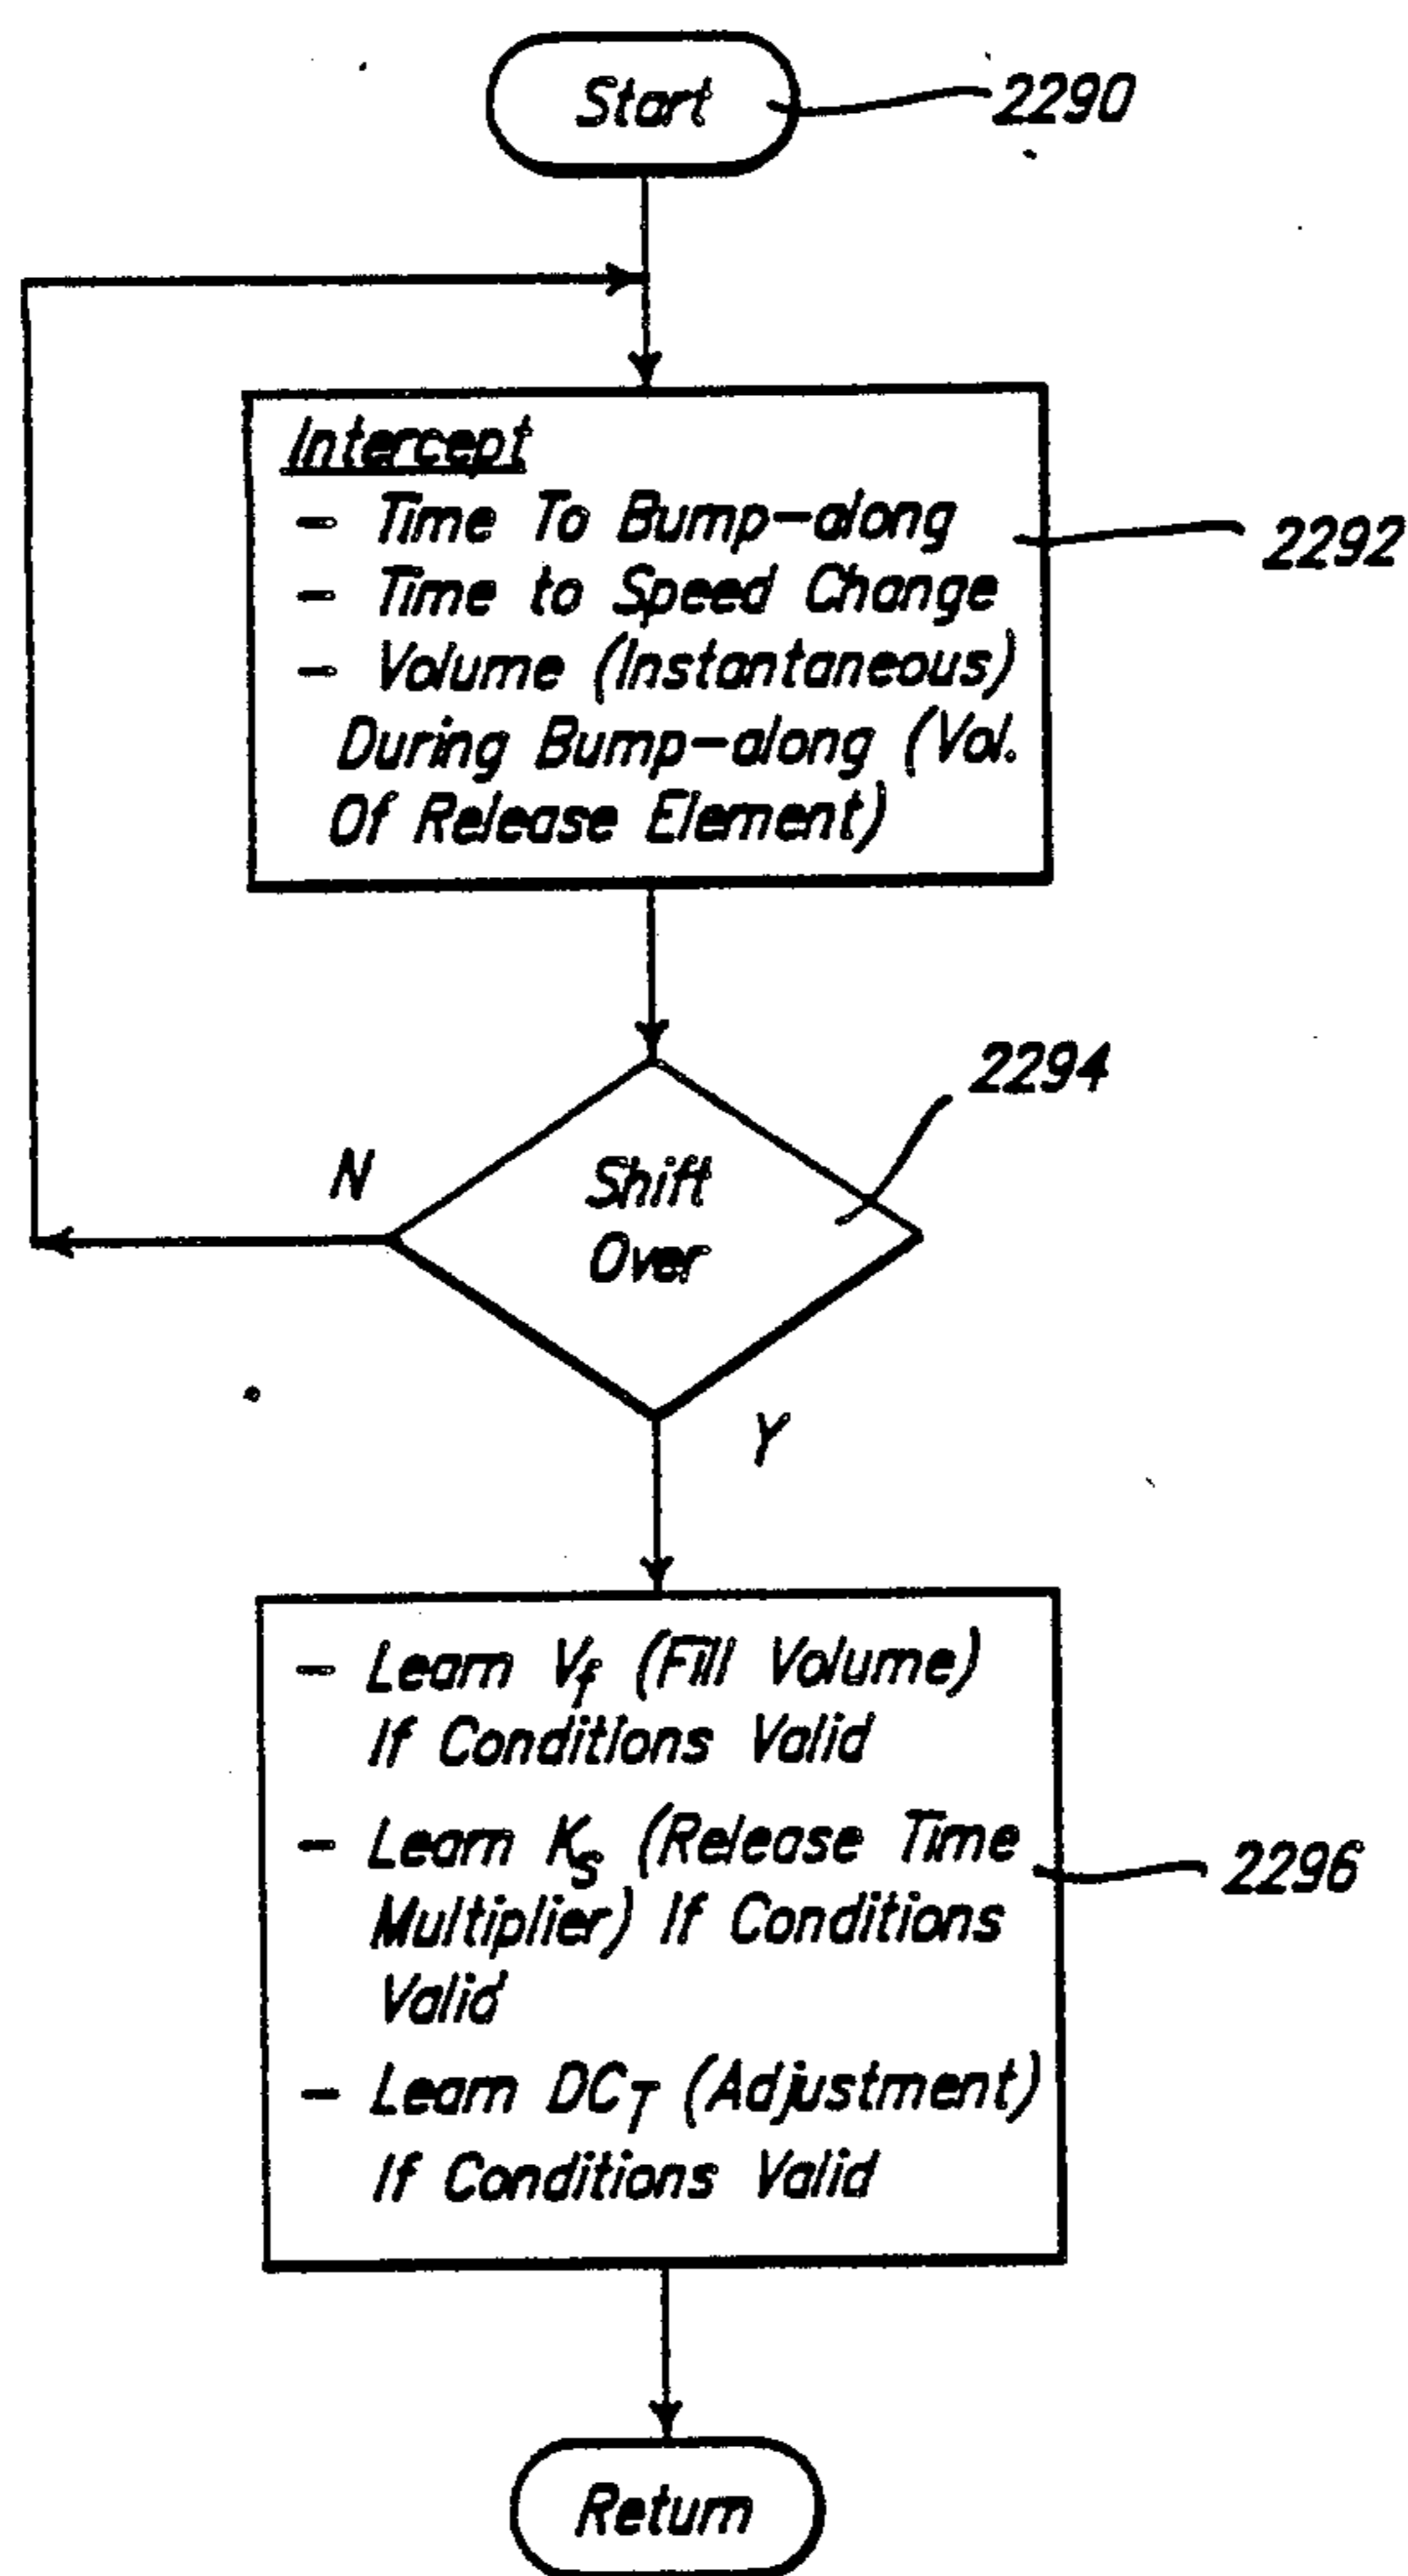 Start
2290
Intercept
- Time To Bump-along
- Time to Speed Change
- Volume (Instantaneous)
During Bump-along (Vol.
Of Release Element)
2292
Shift
Over
2294
N
Y
- Learn Vf (Fill Volume)
If Conditions Valid
- Learn Ks (Release Time
Multiplier) If Conditions
Valid
- Learn DCT (Adjustment)
If Conditions Valid
2296
Return